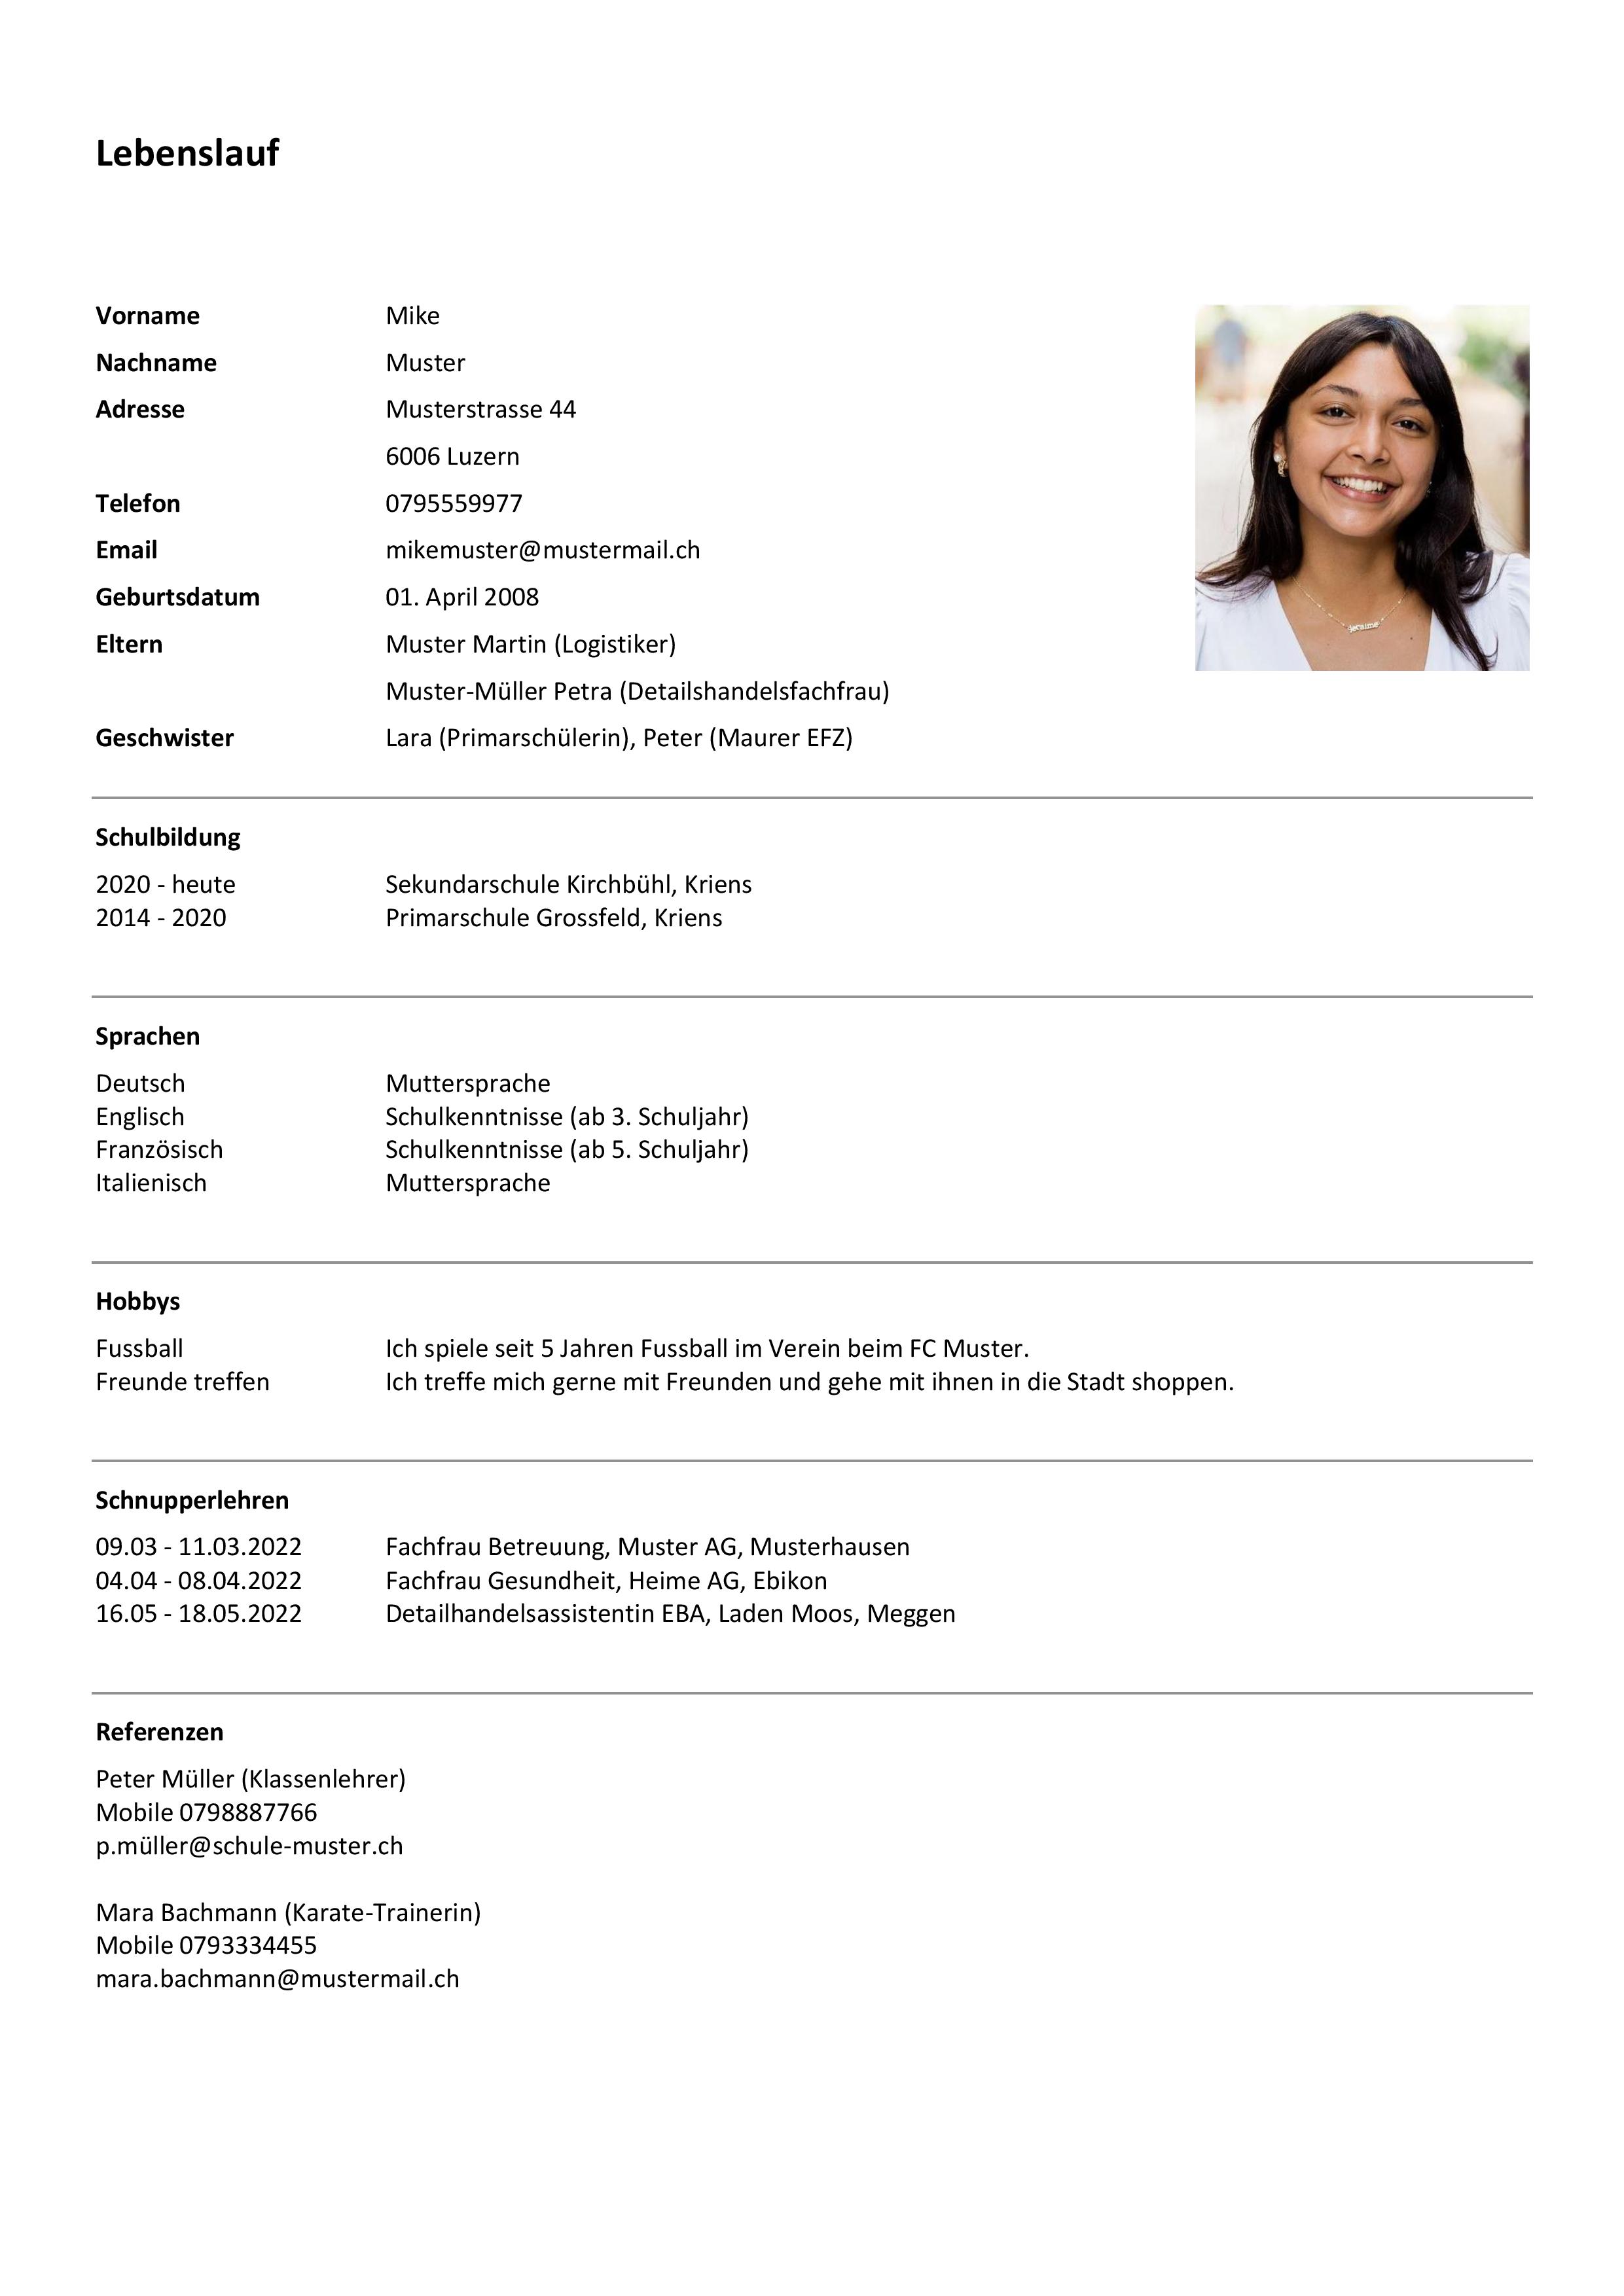 Lebenslauf
Vorname Mike
Nachname Muster
Adresse Musterstrasse 44
6006 Luzern
Telefon 0795559977
Email mikemuster@mustermail.ch
Geburtsdatum 01. April 2008
Eltern Muster Martin (Logistiker)
Muster-Müller Petra (Detailshandelsfachfrau)
Geschwister Lara (Primarschülerin), Peter (Maurer EFZ)
Schulbildung
2020 - heute Sekundarschule Kirchbühl, Kriens
2014 - 2020 Primarschule Grossfeld, Kriens
Sprachen
Deutsch Muttersprache
Englisch Schulkenntnisse (ab 3. Schuljahr)
Französisch Schulkenntnisse (ab 5. Schuljahr)
Italienisch Muttersprache
Hobbys
Fussball Ich spiele seit 5 Jahren Fussball im Verein beim FC Muster.
Freunde treffen Ich treffe mich gerne mit Freunden und gehe mit ihnen in die Stadt shoppen.
Schnupperlehren
09.03 - 11.03.2022 Fachfrau Betreuung, Muster AG, Musterhausen
04.04 - 08.04.2022 Fachfrau Gesundheit, Heime AG, Ebikon
16.05 - 18.05.2022 Detailhandelsassistentin EBA, Laden Moos, Meggen
Referenzen
Peter Müller (Klassenlehrer)
Mobile 0798887766
p.müller@schule-muster.ch
Mara Bachmann (Karate-Trainerin)
Mobile 0793334455
mara.bachmann@mustermail.ch